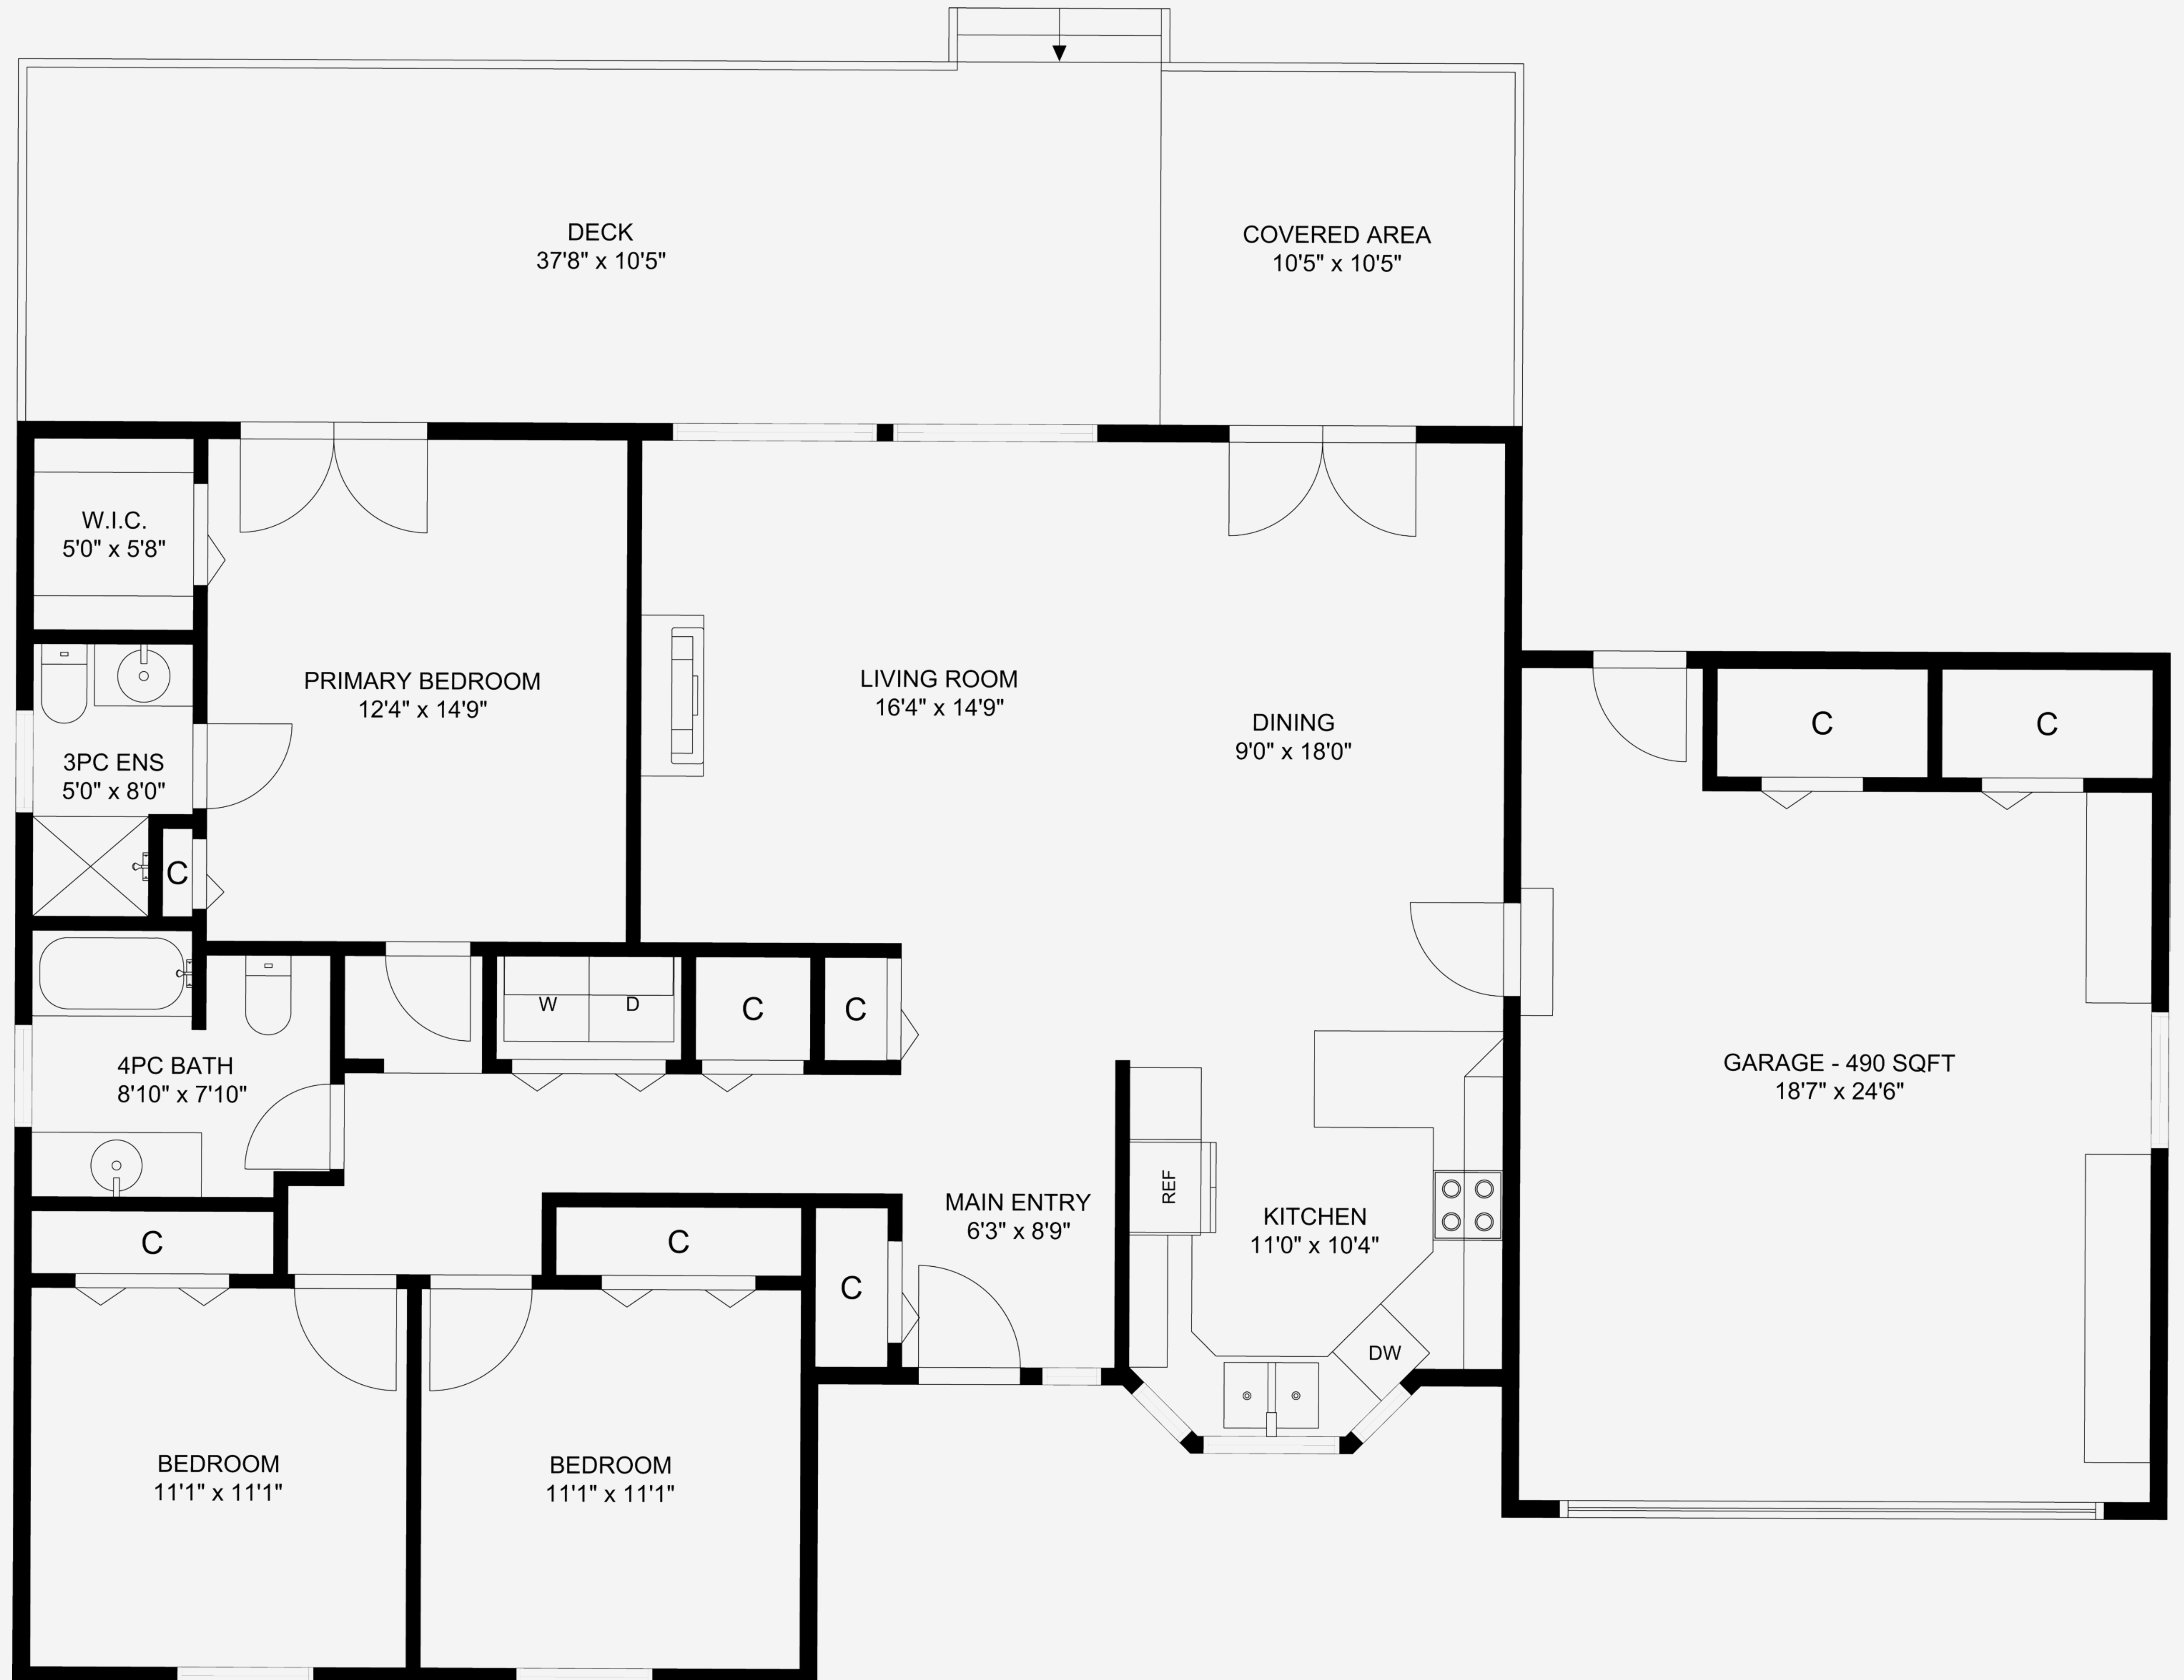 DECK
37'8" x 10'5"
COVERED AREA
10'5" x 10'5"
W.I.C.
5'0" x 5'8"
PRIMARY BEDROOM
12'4" x 14'9"
LIVING ROOM
16'4" x 14'9"
DINING
9'0" x 18'0"
C
C
3PC ENS
5'0" x 8'0"
C
W
D
C
C
4PC BATH
8'10" x 7'10"
GARAGE - 490 SQFT
18'7" x 24'6"
REF
MAIN ENTRY
6'3" x 8'9"
KITCHEN
11'0" x 10'4"
C
C
C
DW
BEDROOM
11'1" x 11'1"
BEDROOM
11'1" x 11'1"